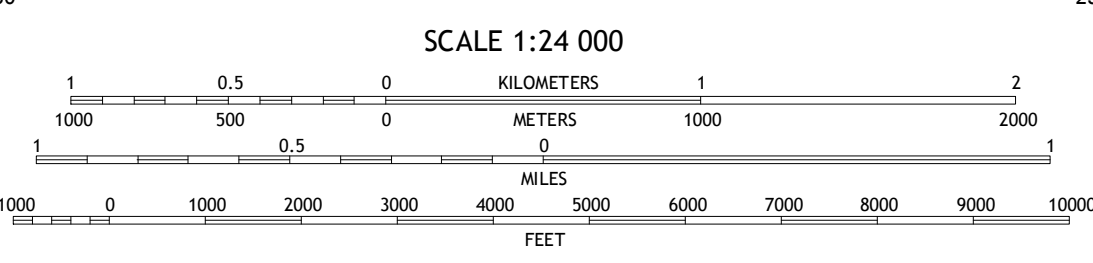 SCALE 1:24 000
1 0.5 0 KILOMETERS 1 2
1000 500 0 METERS 1000 2000
1 0.5 0 1
MILES
1000 0 1000 2000 3000 4000 5000 6000 7000 8000 9000 10000
FEET